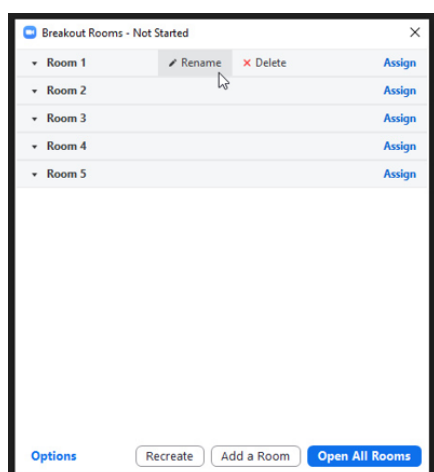 Breakout Rooms - Not Started
Room 1 Rename Delete Assign
Room 2 Assign
Room 3 Assign
Room 4 Assign
Room 5 Assign
Options Recreate Add a Room Open All Rooms